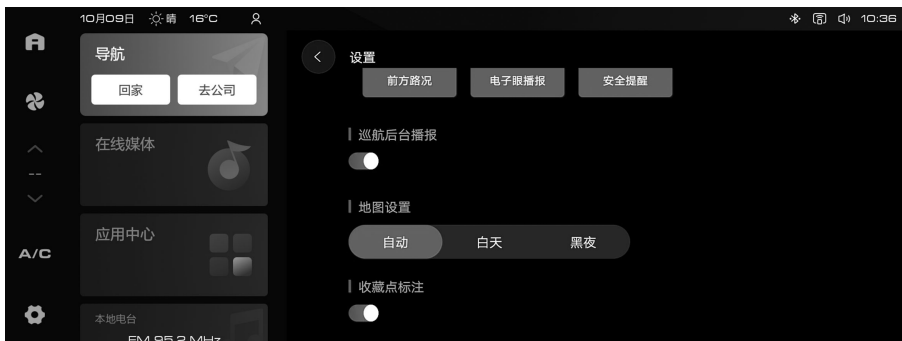 10月09日 晴 16°C
10:36
导航
回家 去公司
在线媒体
应用中心
本地电台
--
A/C
设置
前方路况 电子眼播报 安全提醒
巡航后台播报
地图设置
自动 白天 黑夜
收藏点标注